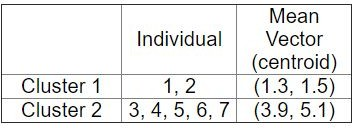 Individual Mean Vector (centroid)
Cluster 1 1, 2 (1.3, 1.5)
Cluster 2 3, 4, 5, 6, 7 (3.9, 5.1)